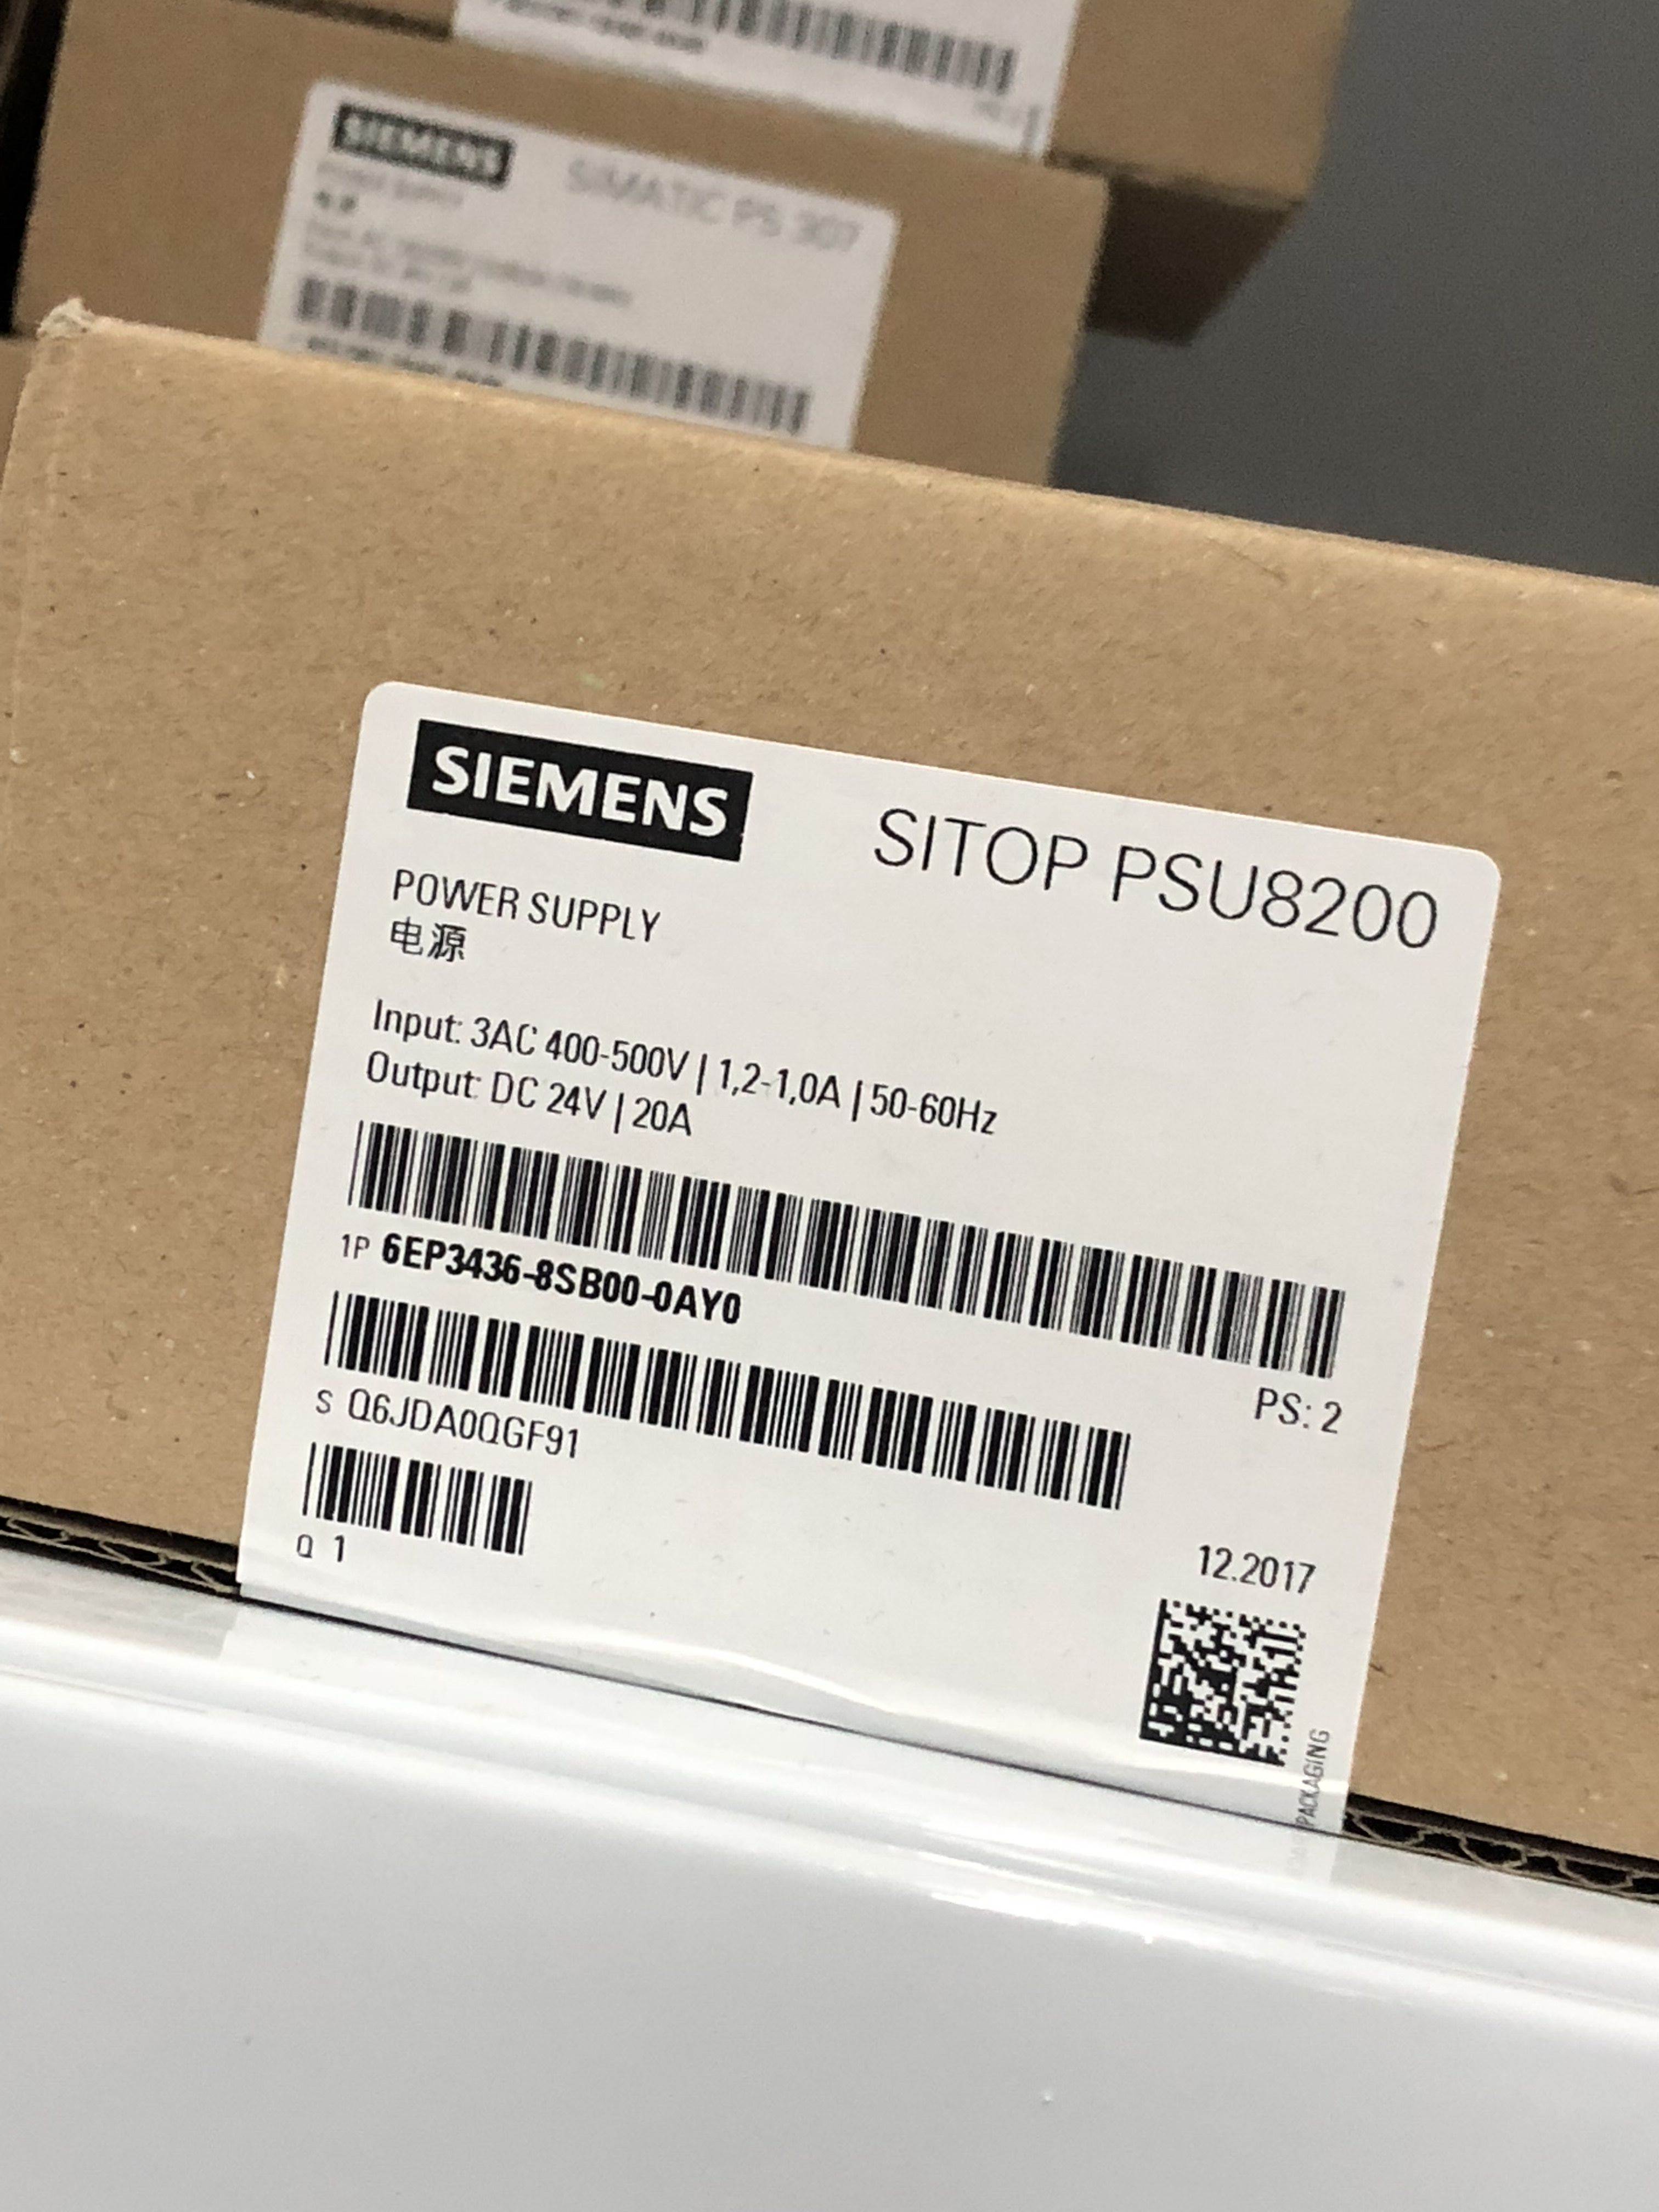 SIEMENS
SIMATIC PS 307
SIEMENS
SITOP PSU8200
POWER SUPPLY
电源
Input: 3AC 400-500V | 1,2-1,0A | 50-60Hz
Output: DC 24V | 20A
1P 6EP3436-8SB00-0AY0
PS: 2
S Q6JDA0QGF91
Q 1
12.2017
PACKAGING